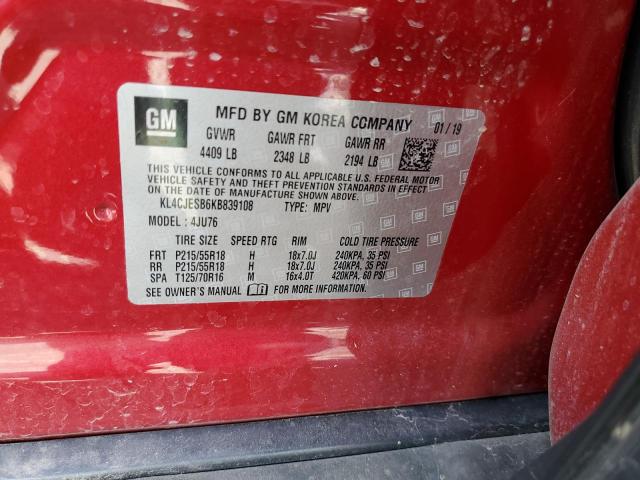 GM MFD BY GM KOREA COMPANY 01/19
GVWR GAWR FRT GAWR RR
4409 LB 2348 LB 2194 LB
THIS VEHICLE CONFORMS TO ALL APPLICABLE U.S. FEDERAL MOTOR
VEHICLE SAFETY, BUMPER, AND THEFT PREVENTION STANDARDS IN EFFECT
ON THE DATE OF MANUFACTURE SHOWN ABOVE.
KL4CJESB6KB839108 TYPE: MPV
MODEL: 4JU76
TIRE SIZE SPEED RTG RIM COLD TIRE PRESSURE
FRT P215/55R18 H 18x7.0J 240KPA, 35 PSI
RR P215/55R18 H 18x7.0J 240KPA, 35 PSI
SPA T125/70R16 M 16x4.0T 420KPA, 60 PSI
SEE OWNER'S MANUAL FOR MORE INFORMATION.